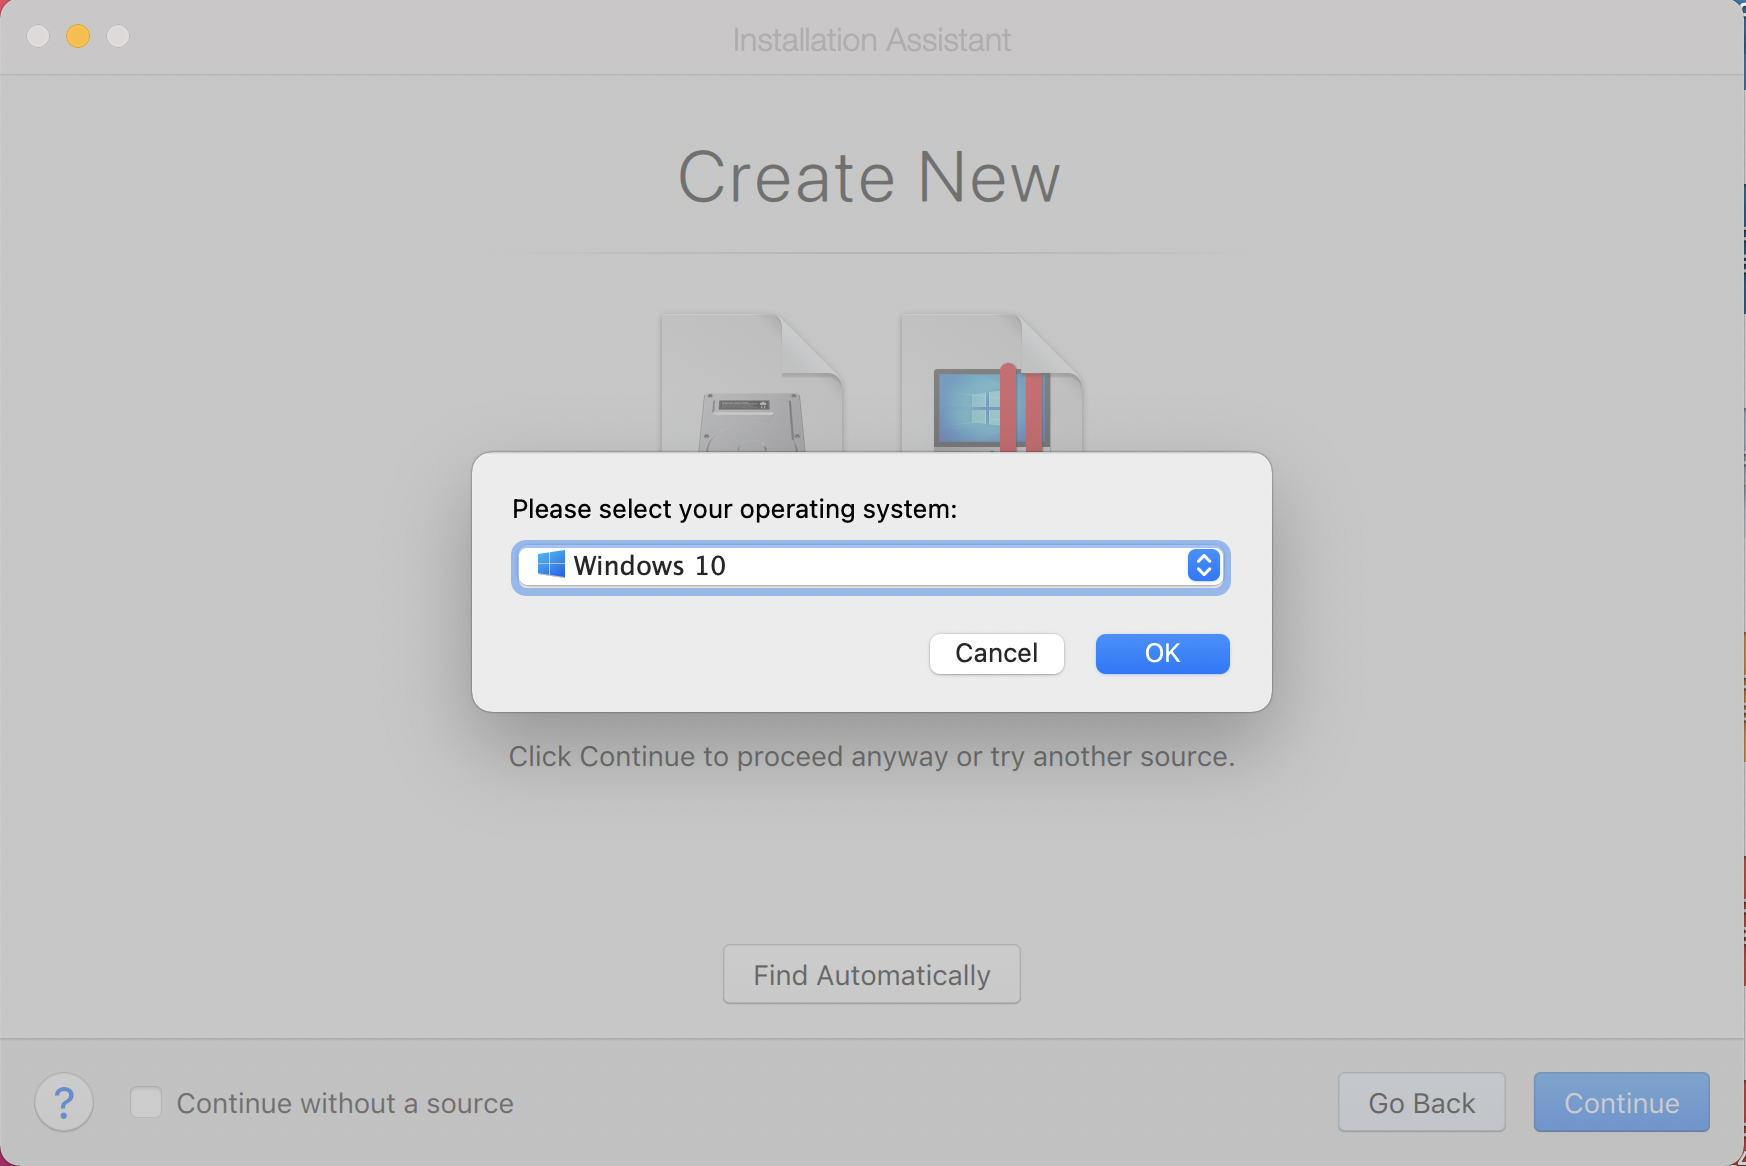 Installation Assistant
Create New
Please select your operating system:
Windows 10
Cancel
OK
Click Continue to proceed anyway or try another source.
Find Automatically
?
Continue without a source
Go Back
Continue